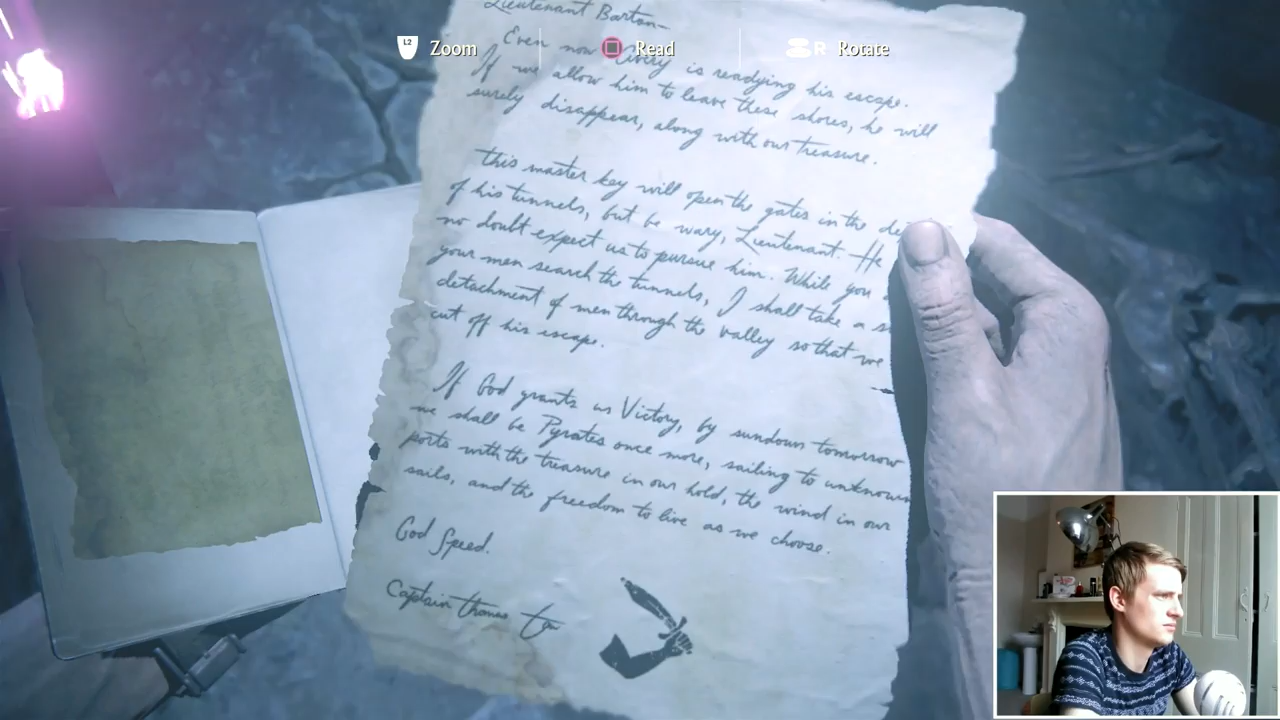 L2 Zoom
Read
R Rotate
Lieutenant Barton—
Even now Avery is readying his escape.
If we allow him to leave these shores, he will
surely disappear, along with our treasure.
this master key will open the gates in the
of his tunnels, but be wary, Lieutenant. He
no doubt expect us to pursue him. While you
your men search the tunnels, I shall take a
detachment of men through the valley so that we
cut off his escape.
If God grants us Victory, by sundown tomorrow
we shall be Pyrates once more, sailing to unknown
ports with the treasure in our hold, the wind in our
sails, and the freedom to live as we choose.
God Speed.
Captain thomas Tew